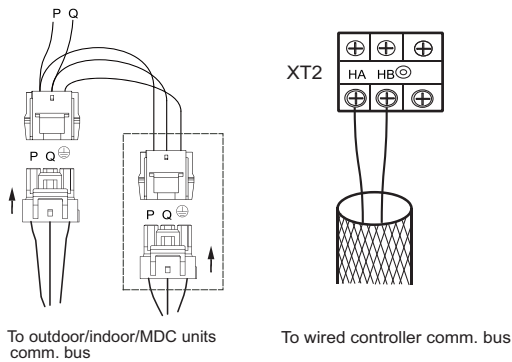 P Q
XT2
HA HB
P Q
P Q
To outdoor/indoor/MDC units
comm. bus
To wired controller comm. bus